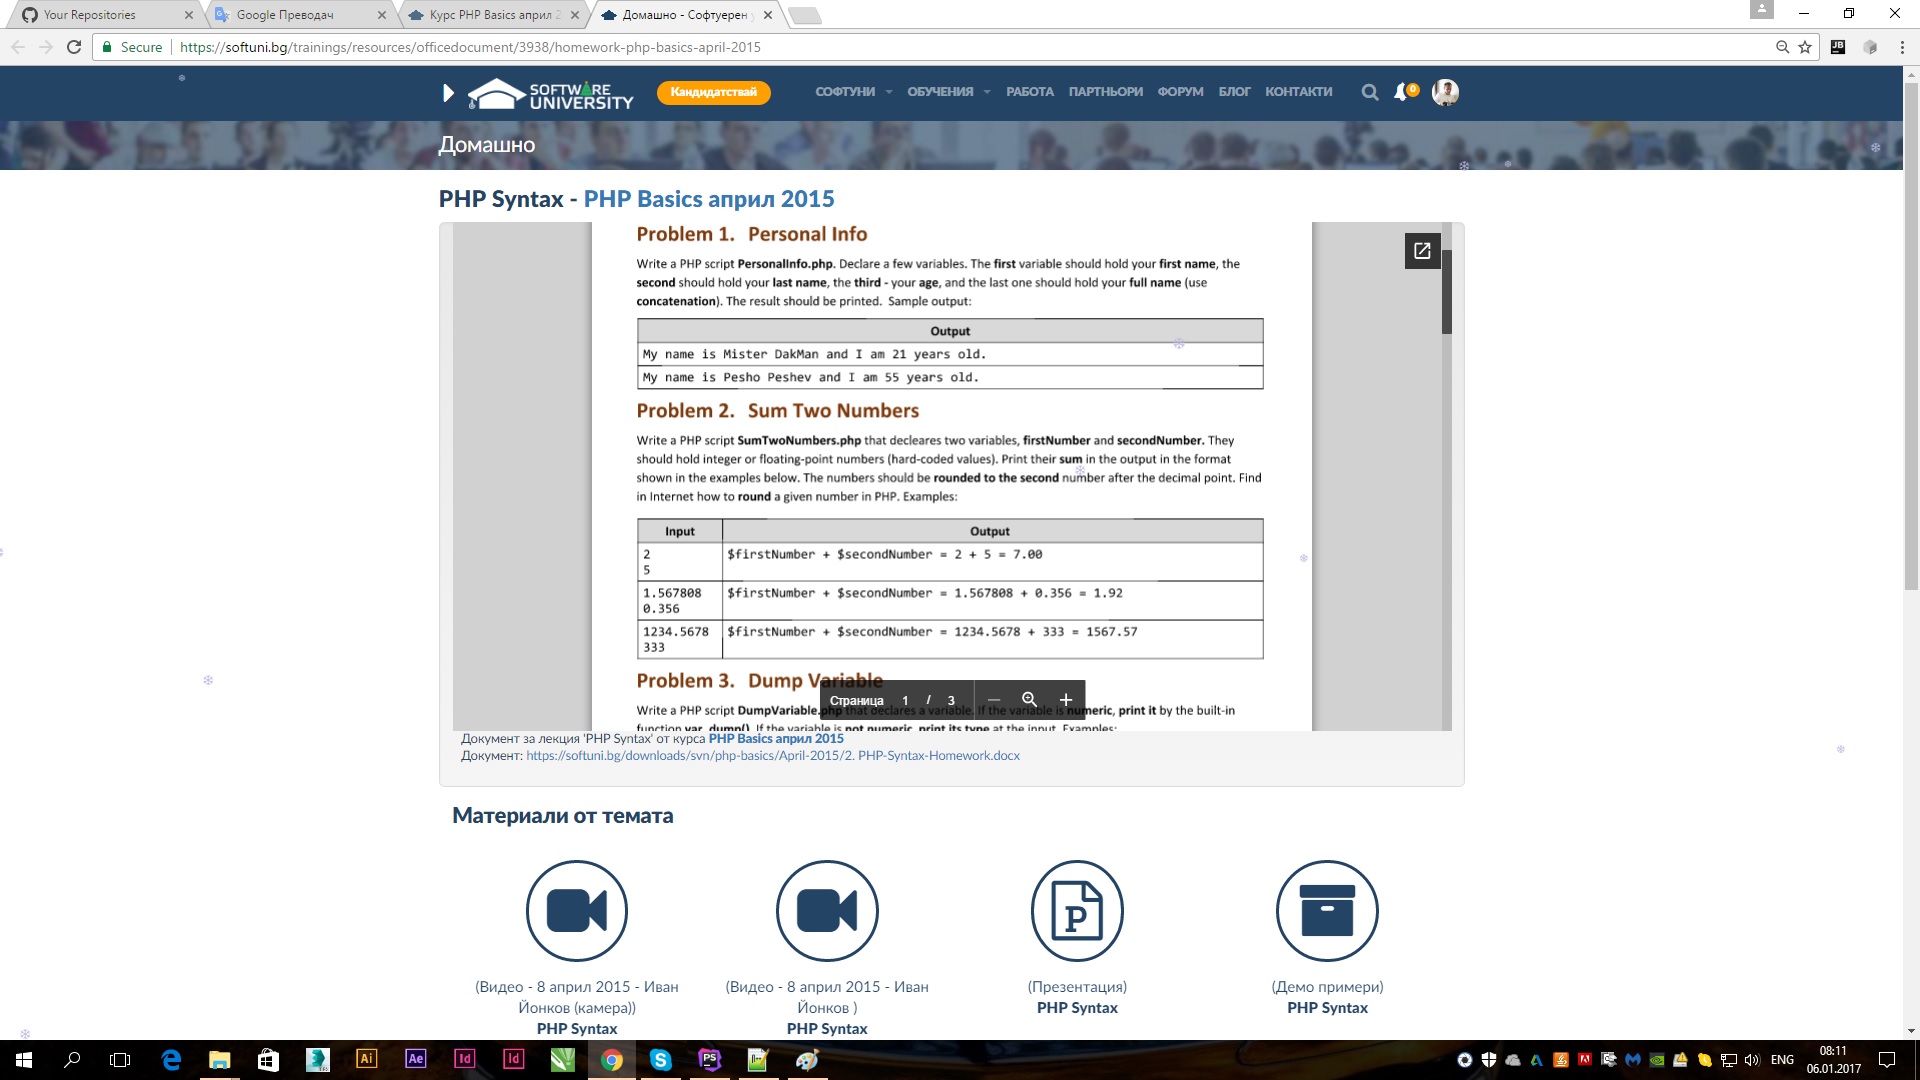 Your Repositories
Google Преводач
Курс PHP Basics април 2
Домашно - Софтуерен
Secure
https://softuni.bg/trainings/resources/officedocument/3938/homework-php-basics-april-2015
JB
SOFTWARE
UNIVERSITY
Кандидатствай
СОФТУНИ
ОБУЧЕНИЯ
РАБОТА
ПАРТНЬОРИ
ФОРУМ
БЛОГ
КОНТАКТИ
0
Домашно
PHP Syntax - PHP Basics април 2015
Problem 1. Personal Info
Write a PHP script PersonalInfo.php. Declare a few variables. The first variable should hold your first name, the
second should hold your last name, the third - your age, and the last one should hold your full name (use
concatenation). The result should be printed. Sample output:
Output
My name is Mister DakMan and I am 21 years old.
My name is Pesho Peshev and I am 55 years old.
Problem 2. Sum Two Numbers
Write a PHP script SumTwoNumbers.php that decleares two variables, firstNumber and secondNumber. They
should hold integer or floating-point numbers (hard-coded values). Print their sum in the output in the format
shown in the examples below. The numbers should be rounded to the second number after the decimal point. Find
in Internet how to round a given number in PHP. Examples:
Input Output
2 $firstNumber + $secondNumber = 2 + 5 = 7.00
5
1.567808 $firstNumber + $secondNumber = 1.567808 + 0.356 = 1.92
0.356
1234.5678 $firstNumber + $secondNumber = 1234.5678 + 333 = 1567.57
333
Problem 3. Dump Variable
Страница 1 / 3
Write a PHP script DumpVariable.php that declares a variable. If the variable is numeric, print it by the built-in
function var_dump(). If the variable is not numeric, print its type at the input. Examples:
Документ за лекция 'PHP Syntax' от курса PHP Basics април 2015
Документ: https://softuni.bg/downloads/svn/php-basics/April-2015/2. PHP-Syntax-Homework.docx
Материали от темата
P
(Видео - 8 април 2015 - Иван
Йонков (камера))
PHP Syntax
(Видео - 8 април 2015 - Иван
Йонков )
PHP Syntax
(Презентация)
PHP Syntax
(Демо примери)
PHP Syntax
Ai
Ae
Id
Id
PS
ENG
08:11
06.01.2017